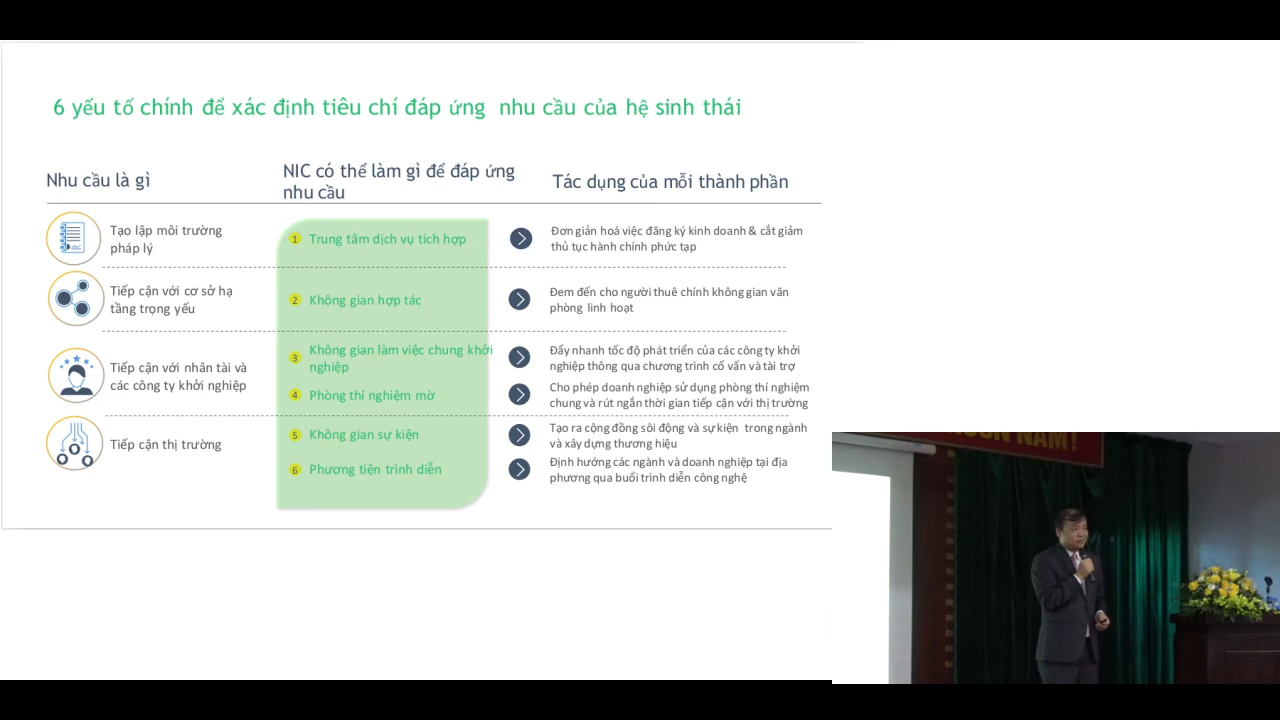 6 yếu tố chính để xác định tiêu chí đáp ứng nhu cầu của hệ sinh thái
Nhu cầu là gì
NIC có thể làm gì để đáp ứng
nhu cầu
Tác dụng của mỗi thành phần
Tạo lập môi trường
pháp lý
1 Trung tâm dịch vụ tích hợp
Đơn giản hoá việc đăng ký kinh doanh & cắt giảm
thủ tục hành chính phức tạp
Tiếp cận với cơ sở hạ
tầng trọng yếu
2 Không gian hợp tác
Đem đến cho người thuê chính không gian văn
phòng linh hoạt
Tiếp cận với nhân tài và
các công ty khởi nghiệp
3 Không gian làm việc chung khởi
nghiệp
Đẩy nhanh tốc độ phát triển của các công ty khởi
nghiệp thông qua chương trình cố vấn và tài trợ
4 Phòng thí nghiệm mở
Cho phép doanh nghiệp sử dụng phòng thí nghiệm
chung và rút ngắn thời gian tiếp cận với thị trường
Tiếp cận thị trường
5 Không gian sự kiện
Tạo ra cộng đồng sôi động và sự kiện trong ngành
và xây dựng thương hiệu
6 Phương tiện trình diễn
Định hướng các ngành và doanh nghiệp tại địa
phương qua buổi trình diễn công nghệ
NĂM!